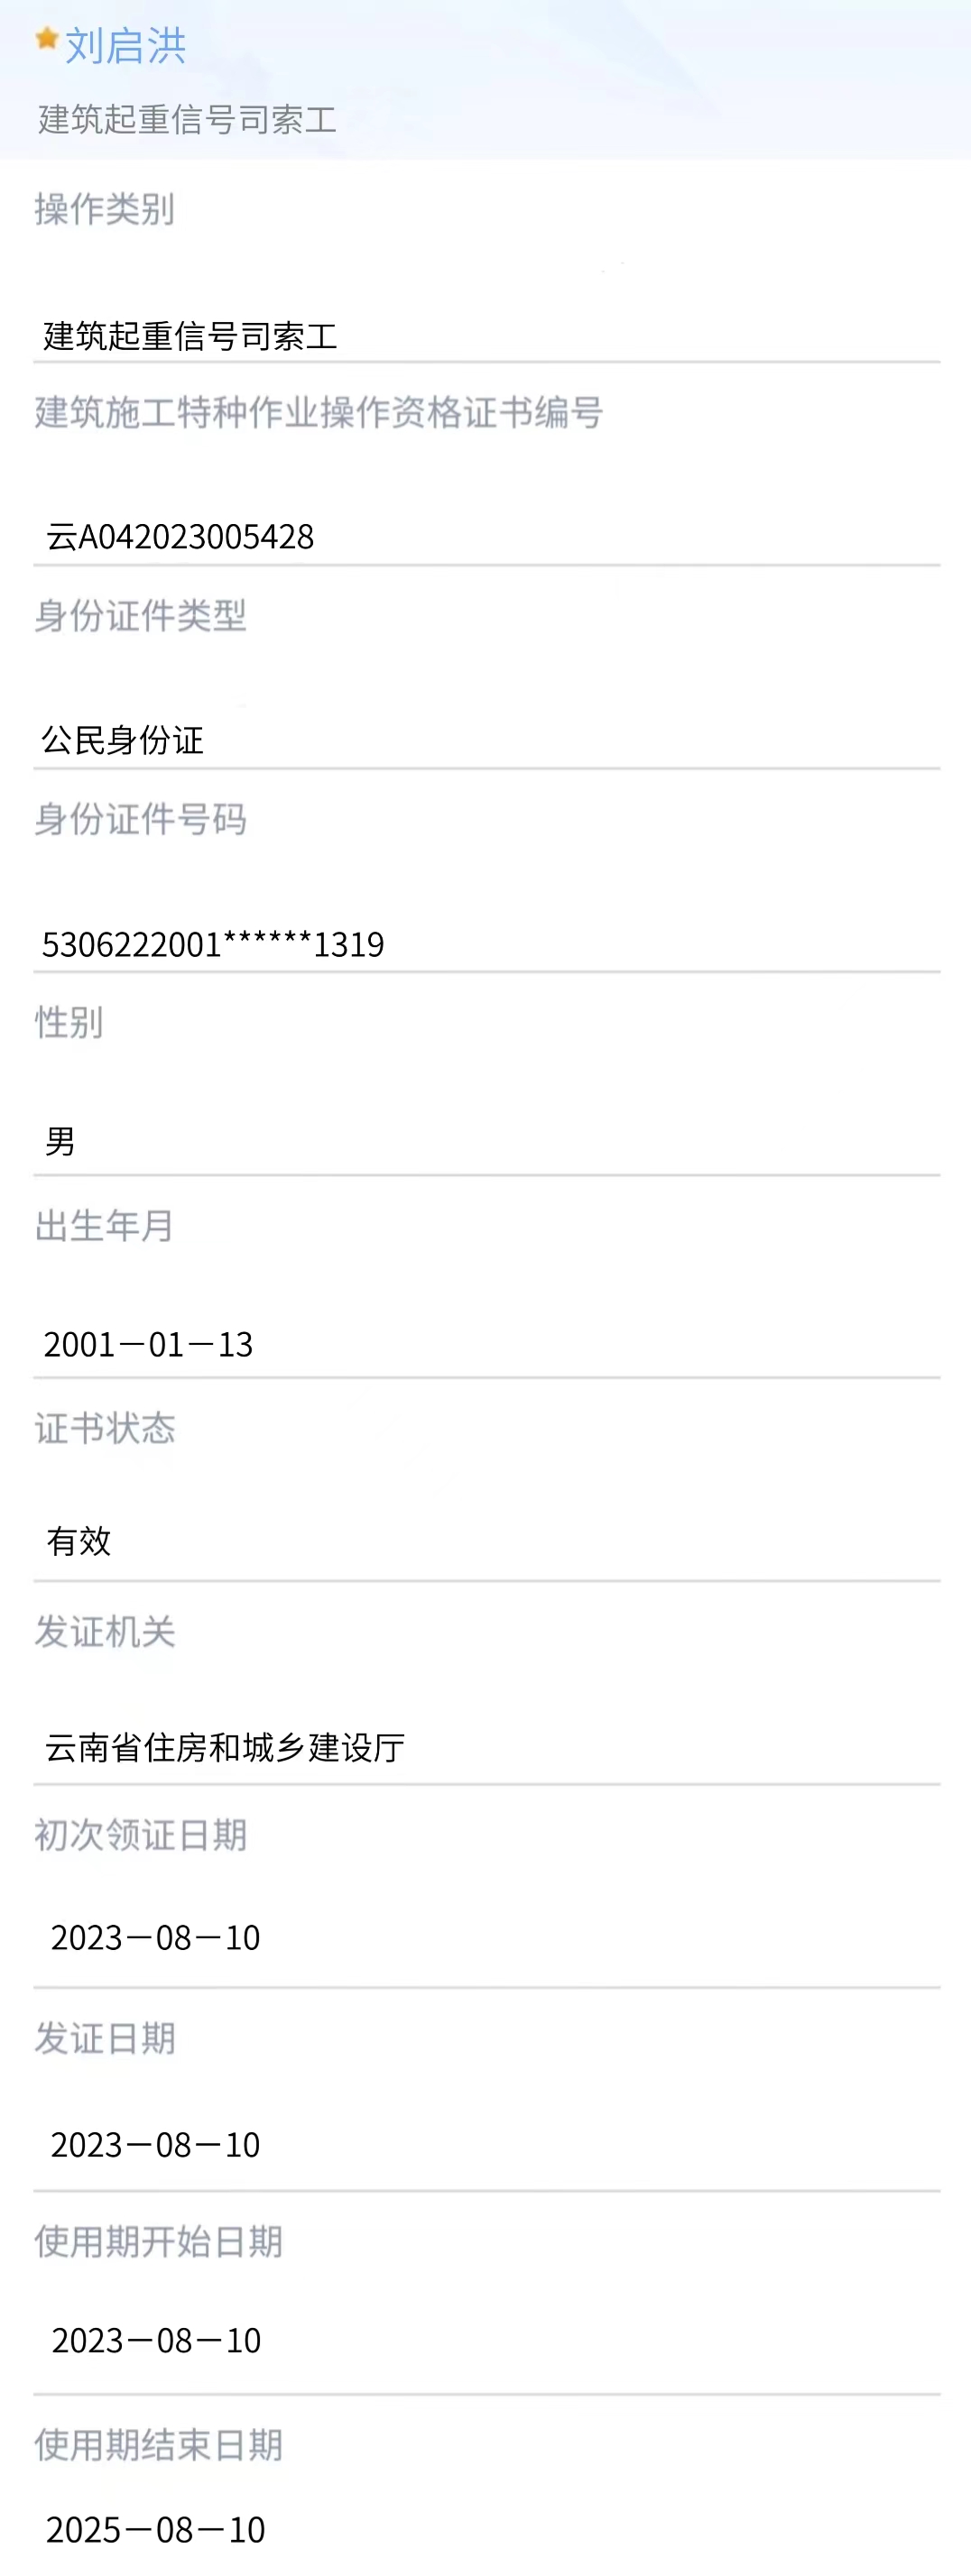 刘启洪
建筑起重信号司索工
操作类别
建筑起重信号司索工
建筑施工特种作业操作资格证书编号
云A042023005428
身份证件类型
公民身份证
身份证件号码
5306222001******1319
性别
男
出生年月
2001－01－13
证书状态
有效
发证机关
云南省住房和城乡建设厅
初次领证日期
2023－08－10
发证日期
2023－08－10
使用期开始日期
2023－08－10
使用期结束日期
2025－08－10